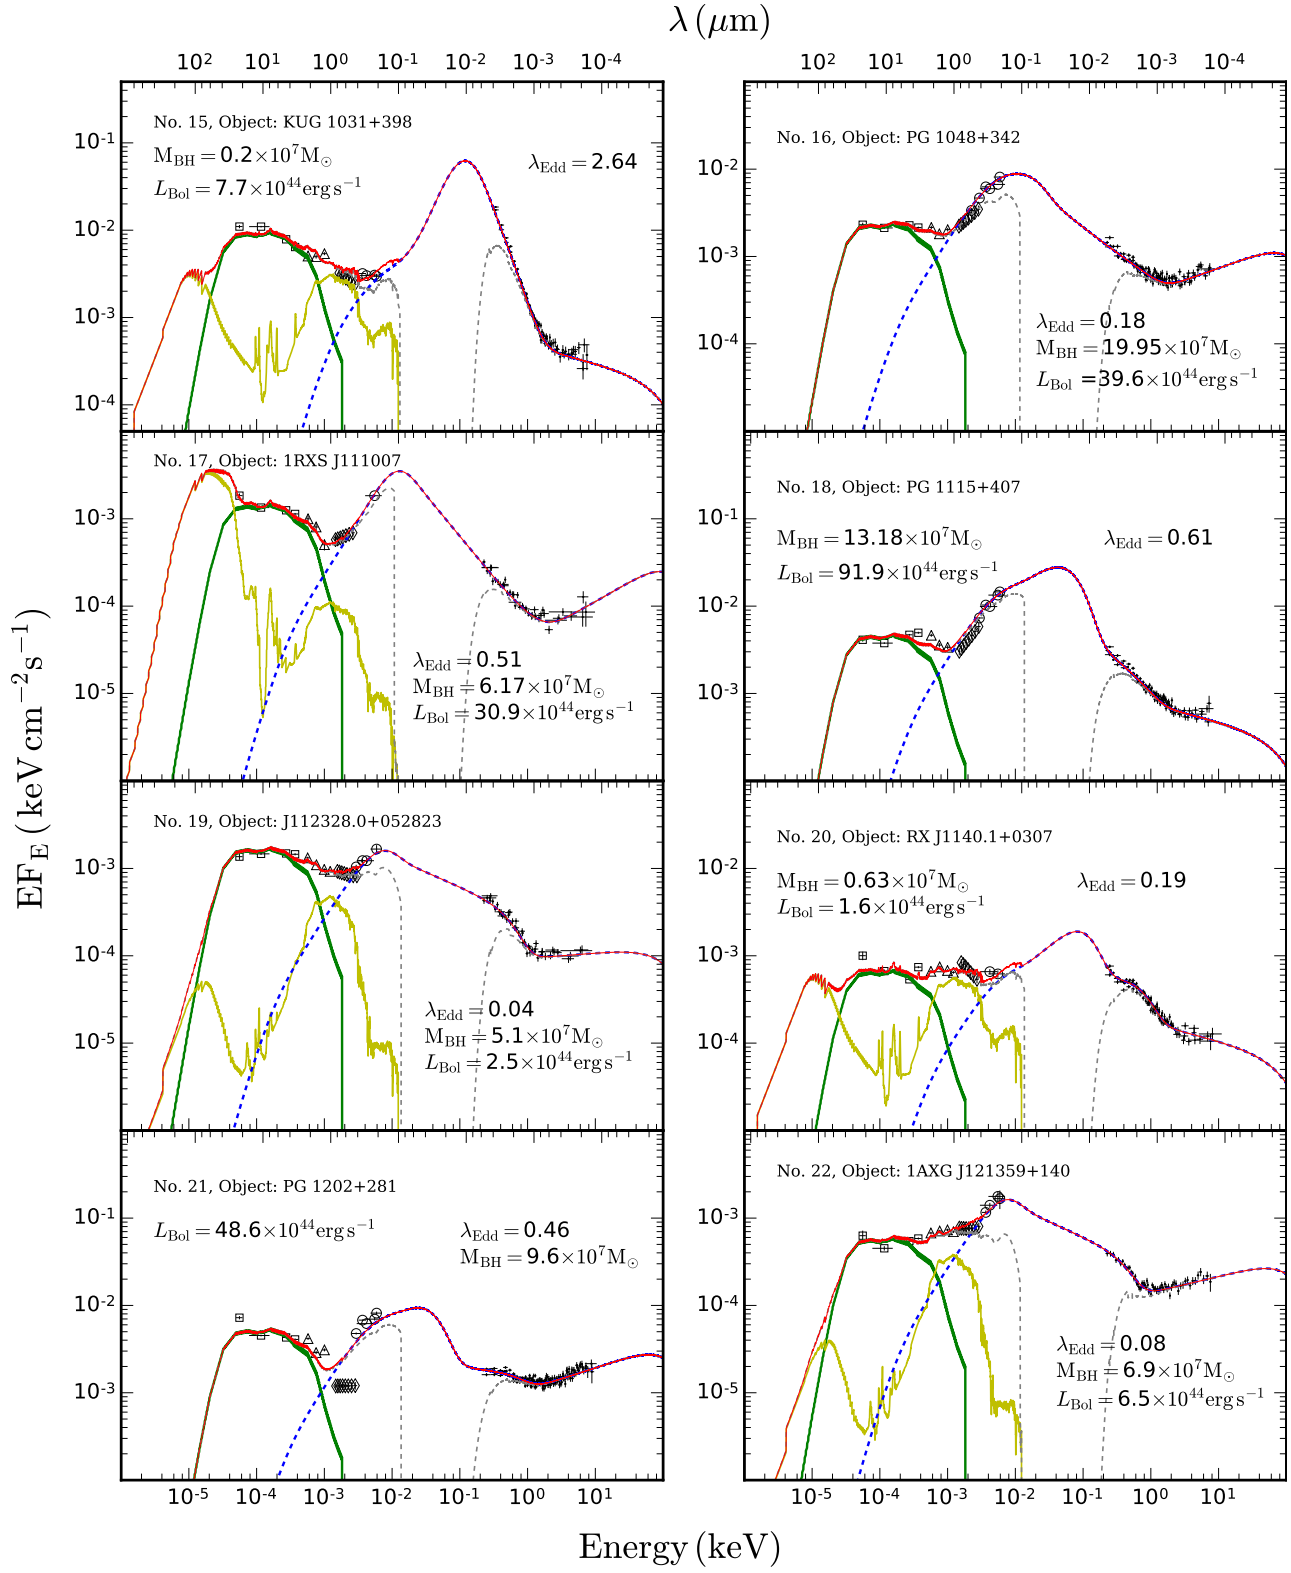 λ (μm)
10² 10¹ 10⁰ 10⁻¹ 10⁻² 10⁻³ 10⁻⁴
10² 10¹ 10⁰ 10⁻¹ 10⁻² 10⁻³ 10⁻⁴
EF_E ( keV cm⁻² s⁻¹ )
No. 15, Object: KUG 1031+398
M_BH = 0.2×10⁷M⊙
λ_Edd = 2.64
L_Bol = 7.7×10⁴⁴erg s⁻¹
10⁻¹
10⁻²
10⁻³
10⁻⁴
No. 16, Object: PG 1048+342
λ_Edd = 0.18
M_BH = 19.95×10⁷M⊙
L_Bol =39.6×10⁴⁴erg s⁻¹
10⁻²
10⁻³
10⁻⁴
No. 17, Object: 1RXS J111007
λ_Edd = 0.51
M_BH = 6.17×10⁷M⊙
L_Bol = 30.9×10⁴⁴erg s⁻¹
10⁻³
10⁻⁴
10⁻⁵
No. 18, Object: PG 1115+407
M_BH = 13.18×10⁷M⊙
λ_Edd = 0.61
L_Bol = 91.9×10⁴⁴erg s⁻¹
10⁻¹
10⁻²
10⁻³
No. 19, Object: J112328.0+052823
λ_Edd = 0.04
M_BH = 5.1×10⁷M⊙
L_Bol = 2.5×10⁴⁴erg s⁻¹
10⁻³
10⁻⁴
10⁻⁵
No. 20, Object: RX J1140.1+0307
M_BH = 0.63×10⁷M⊙
λ_Edd = 0.19
L_Bol = 1.6×10⁴⁴erg s⁻¹
10⁻²
10⁻³
10⁻⁴
No. 21, Object: PG 1202+281
L_Bol = 48.6×10⁴⁴erg s⁻¹
λ_Edd = 0.46
M_BH = 9.6×10⁷M⊙
10⁻¹
10⁻²
10⁻³
No. 22, Object: 1AXG J121359+140
λ_Edd = 0.08
M_BH = 6.9×10⁷M⊙
L_Bol = 6.5×10⁴⁴erg s⁻¹
10⁻³
10⁻⁴
10⁻⁵
10⁻⁵ 10⁻⁴ 10⁻³ 10⁻² 10⁻¹ 10⁰ 10¹
10⁻⁵ 10⁻⁴ 10⁻³ 10⁻² 10⁻¹ 10⁰ 10¹
Energy (keV)